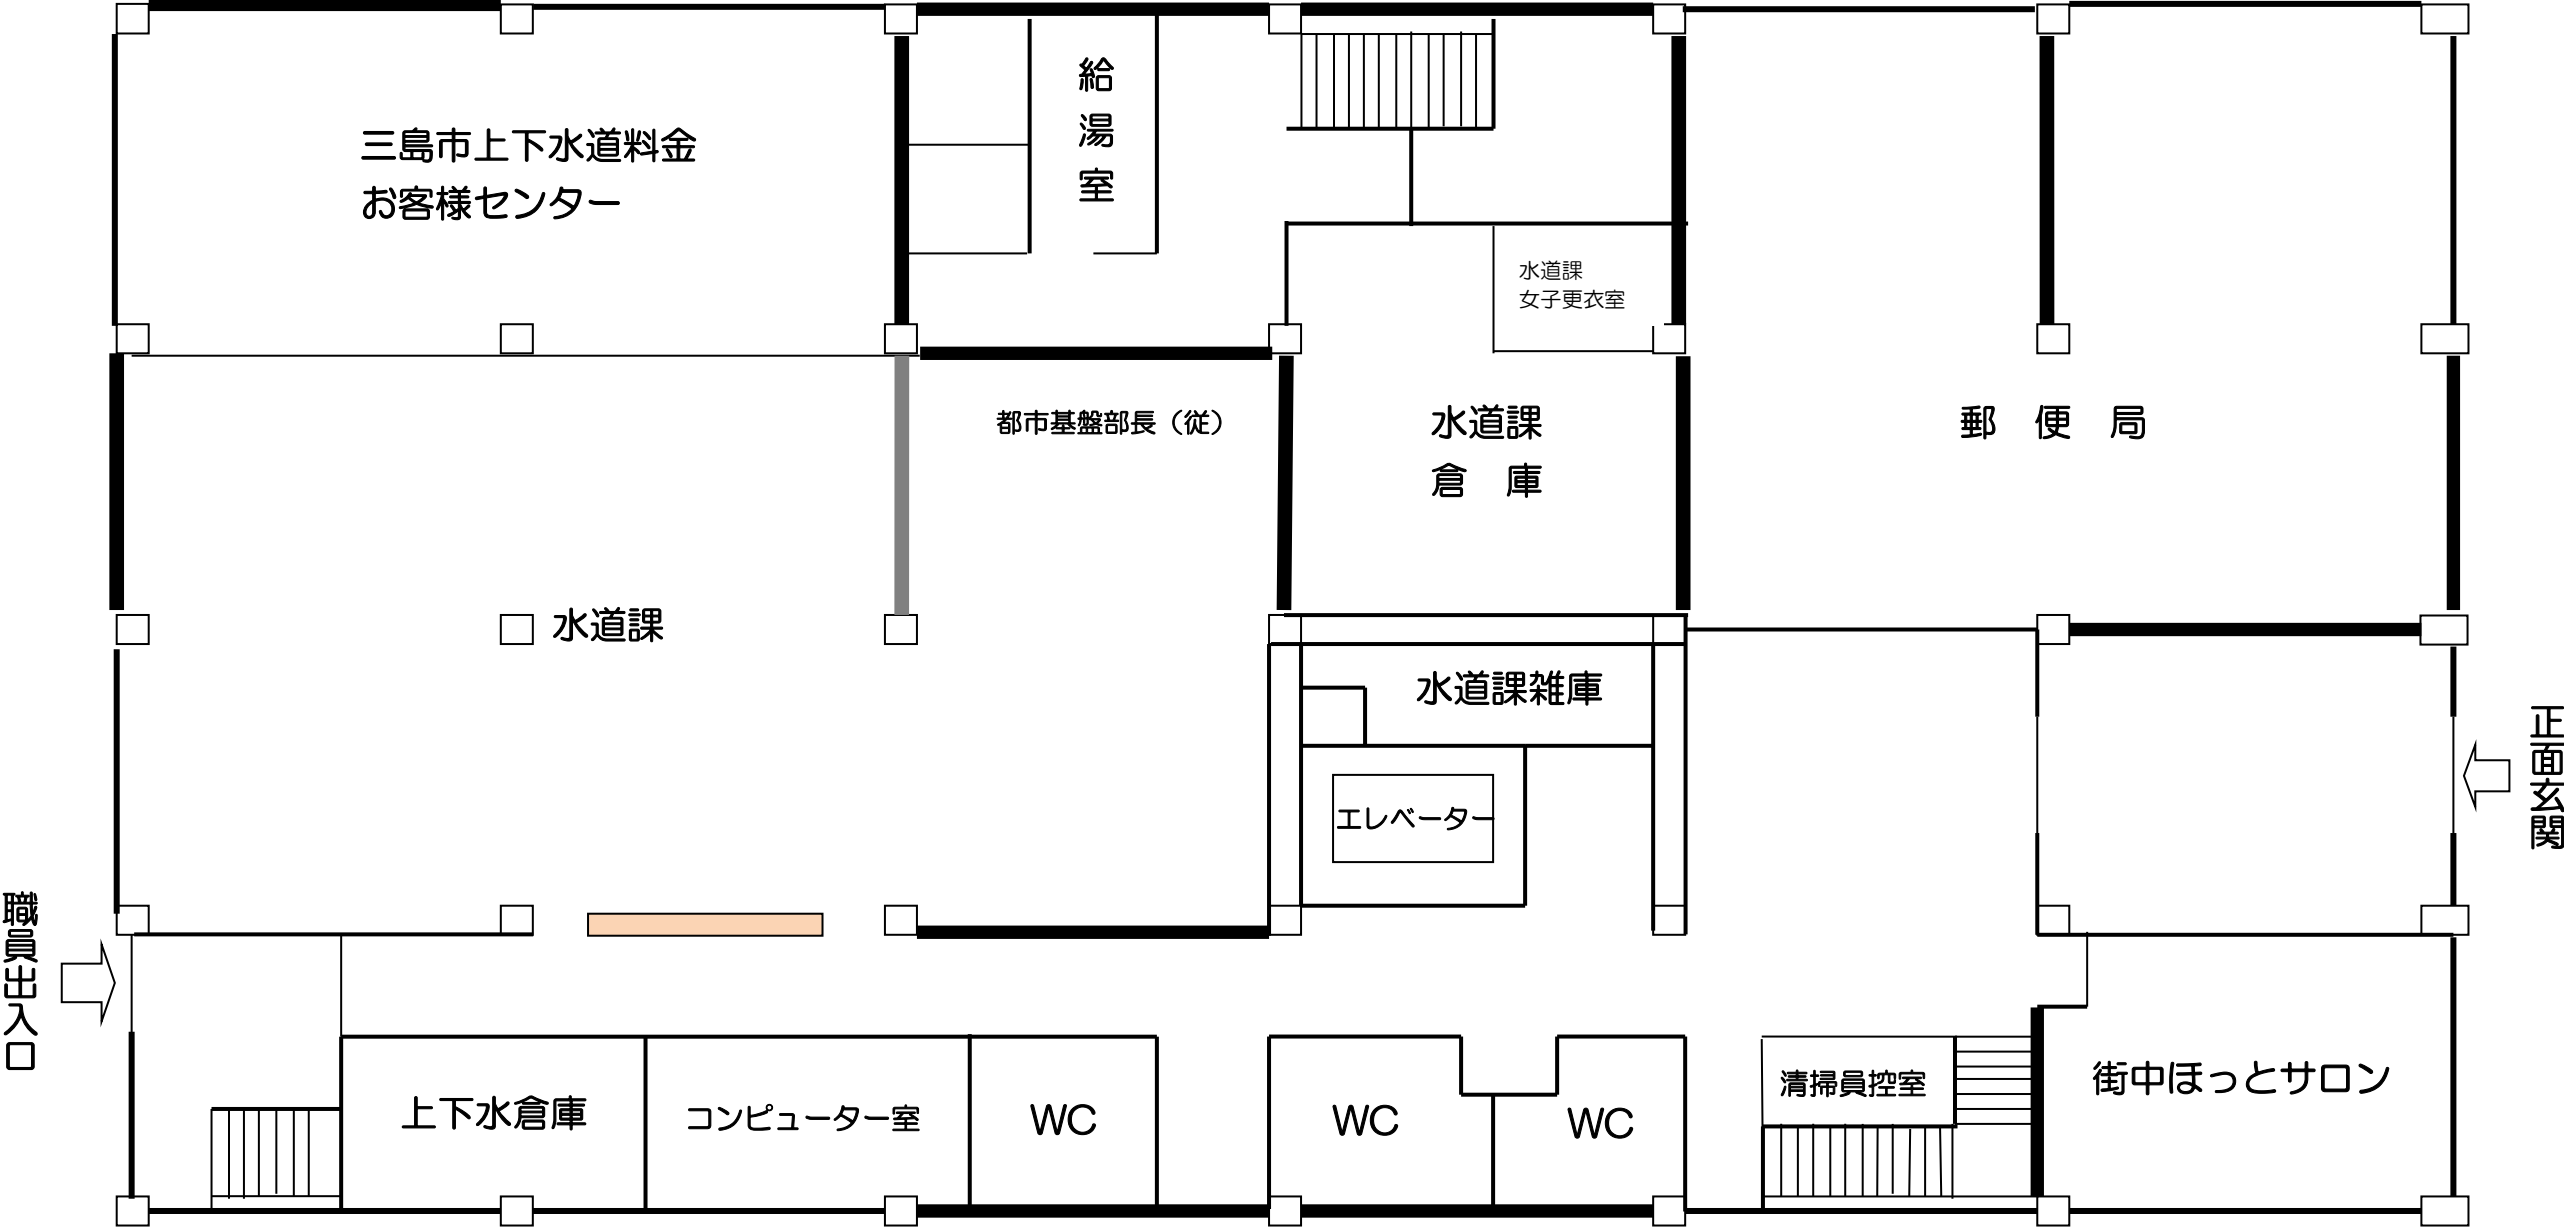 三島市上下水道料金
お客様センター
給湯室
水道課
女子更衣室
都市基盤部長（従）
水道課
倉　庫
郵　便　局
水道課
水道課雑庫
エレベーター
正面玄関
職員出入口
上下水倉庫
コンピューター室
WC
WC
WC
清掃員控室
街中ほっとサロン